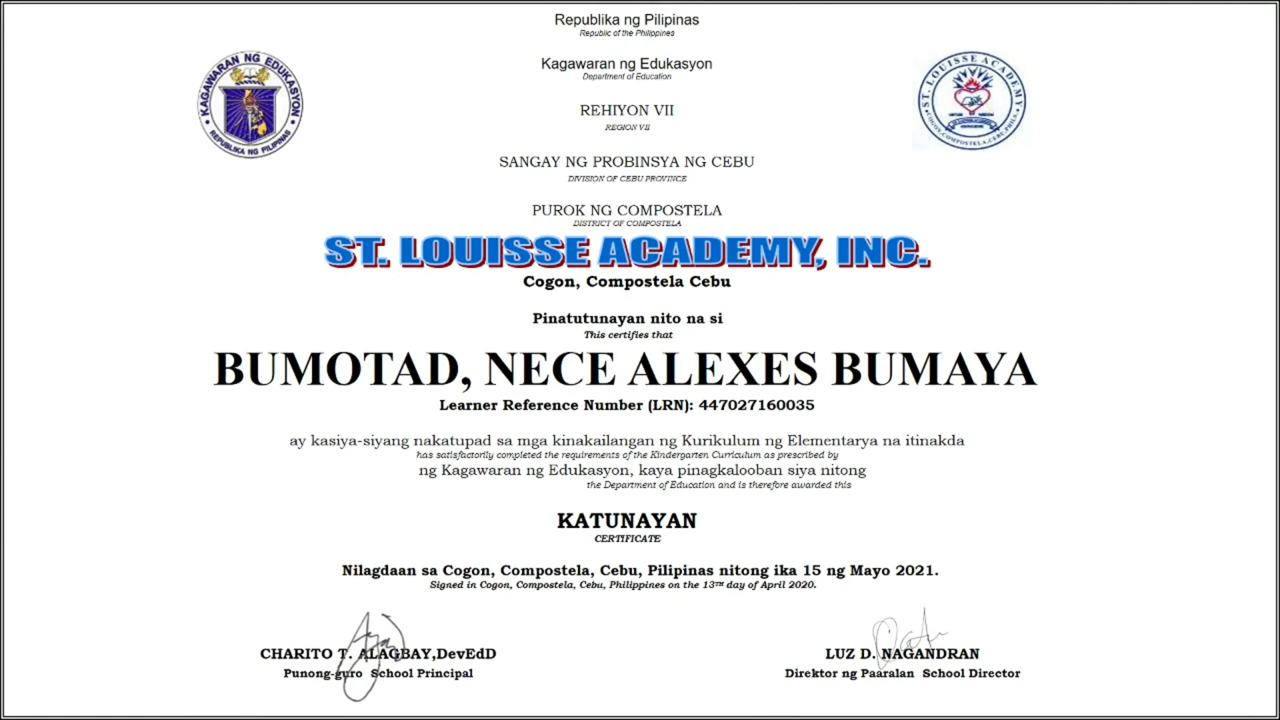 Republika ng Pilipinas
Republic of the Philippines
Kagawaran ng Edukasyon
Department of Education
KAGAWARAN NG EDUKASYON
REPUBLIKA NG PILIPINAS
ST. LOUISSE ACADEMY
COGON, COMPOSTELA, CEBU, PHILS.
REHIYON VII
REGION VII
SANGAY NG PROBINSYA NG CEBU
DIVISION OF CEBU PROVINCE
PUROK NG COMPOSTELA
DISTRICT OF COMPOSTELA
ST. LOUISSE ACADEMY, INC.
Cogon, Compostela Cebu
Pinatutunayan nito na si
This certifies that
BUMOTAD, NECE ALEXES BUMAYA
Learner Reference Number (LRN): 447027160035
ay kasiya-siyang nakatupad sa mga kinakailangan ng Kurikulum ng Elementarya na itinakda
has satisfactorily completed the requirements of the Kindergarten Curriculum as prescribed by
ng Kagawaran ng Edukasyon, kaya pinagkalooban siya nitong
the Department of Education and is therefore awarded this
KATUNAYAN
CERTIFICATE
Nilagdaan sa Cogon, Compostela, Cebu, Pilipinas nitong ika 15 ng Mayo 2021.
Signed in Cogon, Compostela, Cebu, Philippines on the 13TH day of April 2020.
CHARITO T. ALAGBAY,DevEdD
LUZ D. NAGANDRAN
Punong-guro School Principal
Direktor ng Paaralan School Director